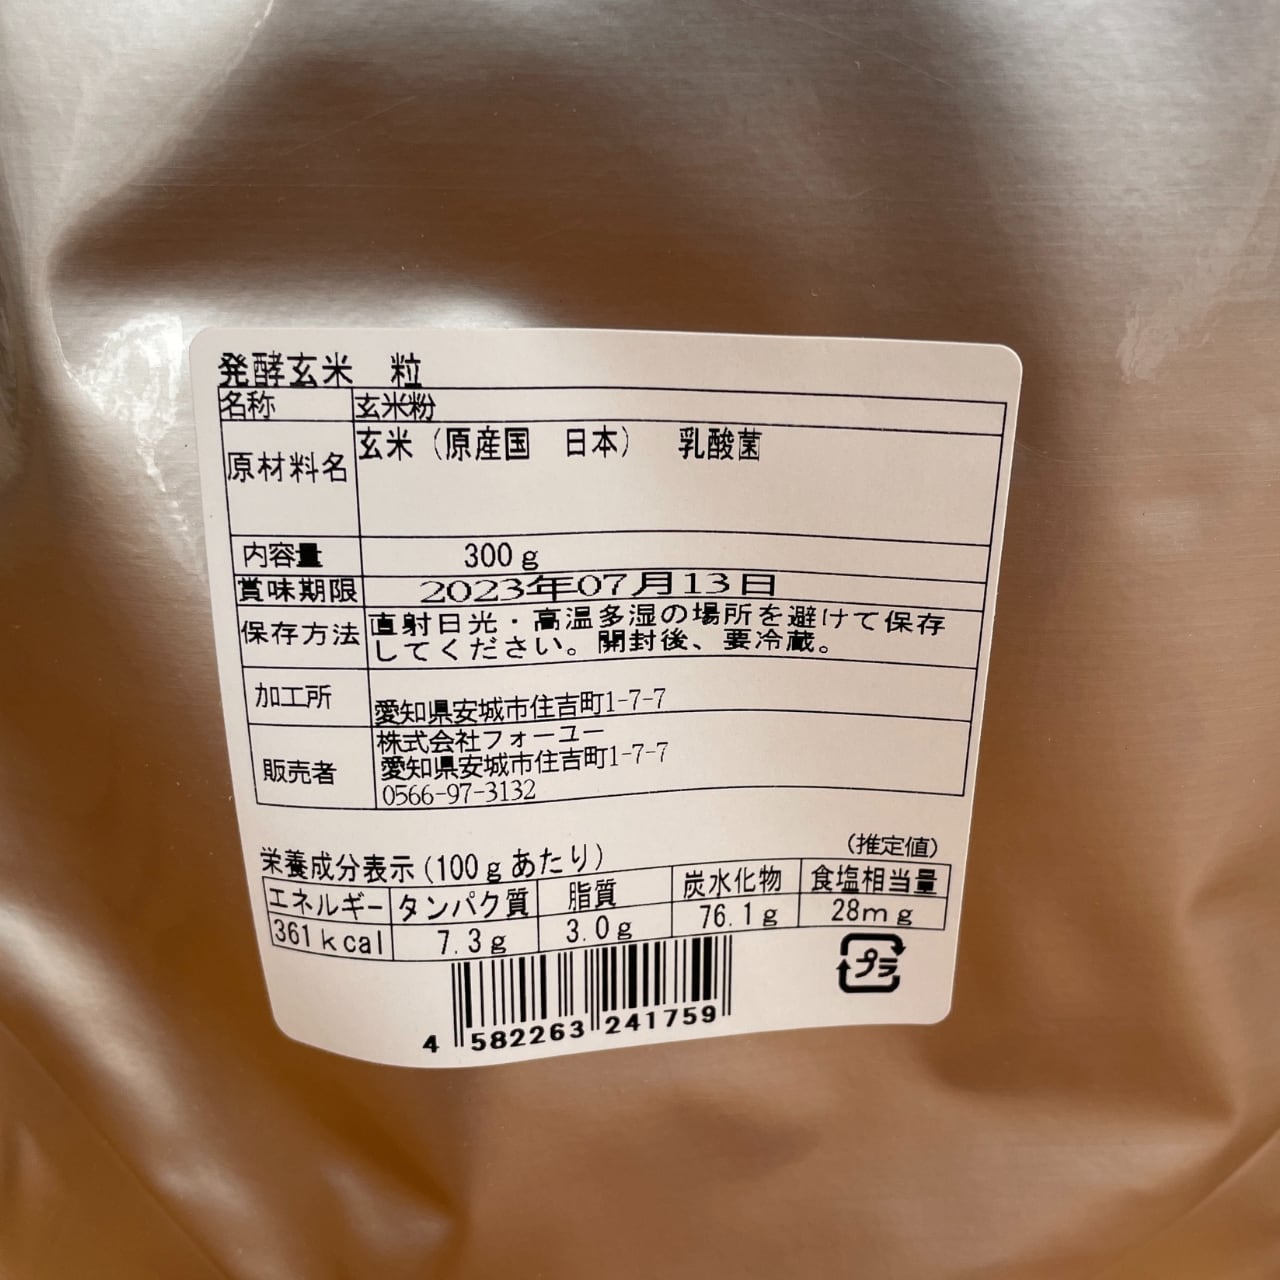 発酵玄米　粒
名称 玄米粉
原材料名 玄米（原産国　日本）　乳酸菌
内容量 300g
賞味期限 2023年07月13日
保存方法 直射日光・高温多湿の場所を避けて保存
してください。開封後、要冷蔵。
加工所 愛知県安城市住吉町1-7-7
販売者 株式会社フォーユー
愛知県安城市住吉町1-7-7
0566-97-3132
栄養成分表示(100gあたり) (推定値)
エネルギー タンパク質 脂質 炭水化物 食塩相当量
361kcal 7.3g 3.0g 76.1g 28mg
プラ
4 582263 241759